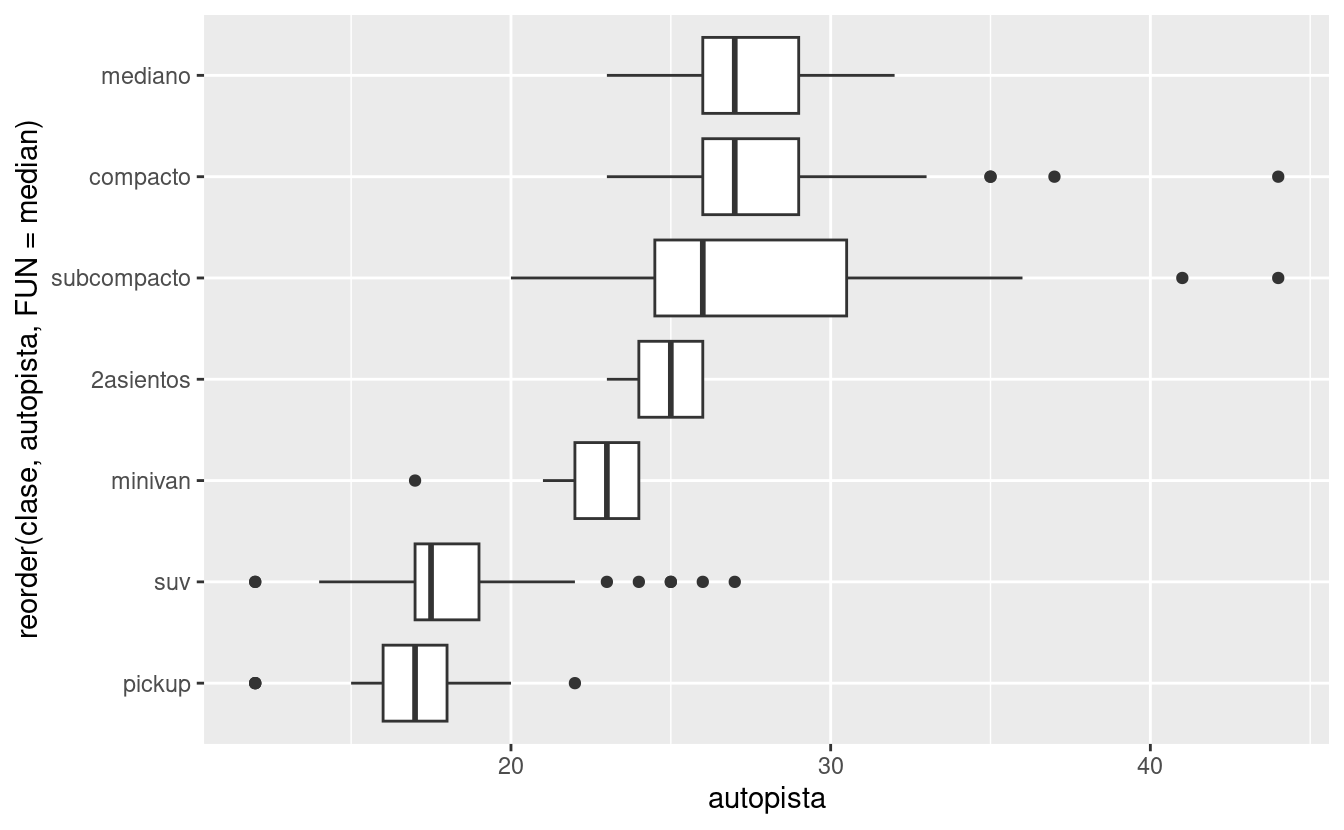 reorder(clase, autopista, FUN = median)
mediano
compacto
subcompacto
2asientos
minivan
suv
pickup
20 30 40
autopista